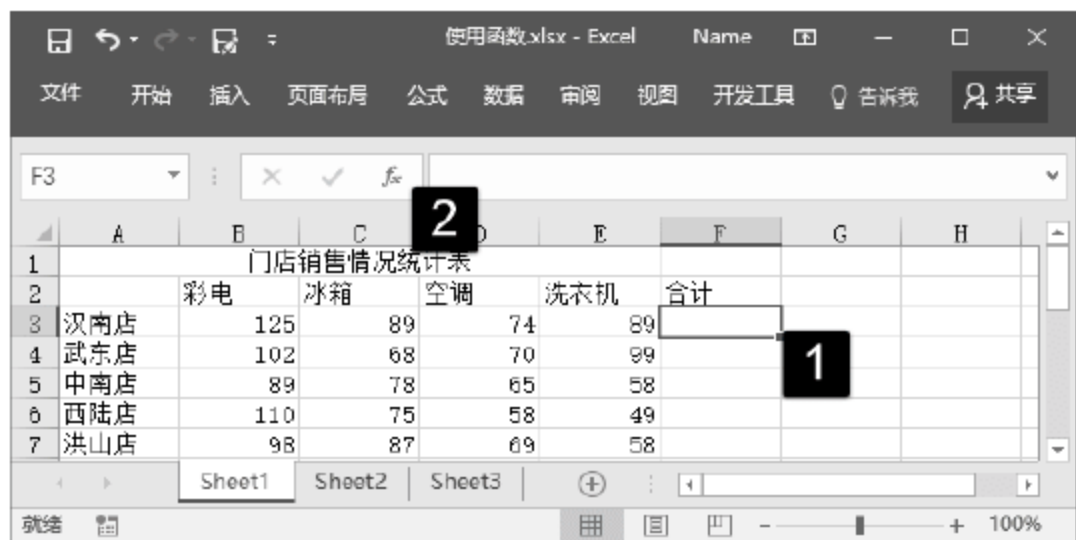 使用函数.xlsx - Excel Name
文件 开始 插入 页面布局 公式 数据 审阅 视图 开发工具 告诉我 共享
F3 fx
2
A B C D E F G H
1 门店销售情况统计表
2 彩电 冰箱 空调 洗衣机 合计
3 汉南店 125 89 74 89
4 武东店 102 68 70 99
1
5 中南店 89 78 65 58
6 西陆店 110 75 58 49
7 洪山店 98 87 69 58
Sheet1 Sheet2 Sheet3
就绪 100%